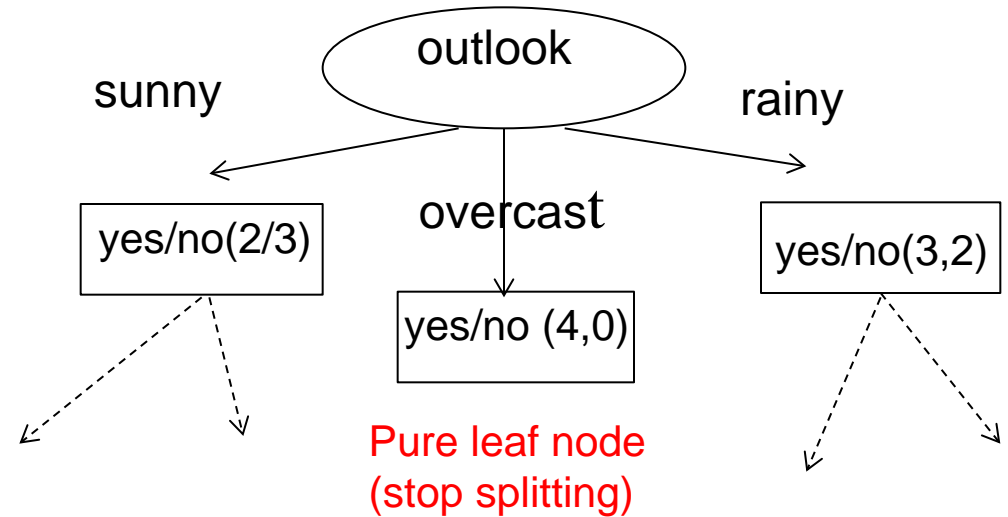 outlook
sunny
rainy
overcast
yes/no(2/3)
yes/no(3,2)
yes/no (4,0)
Pure leaf node
(stop splitting)